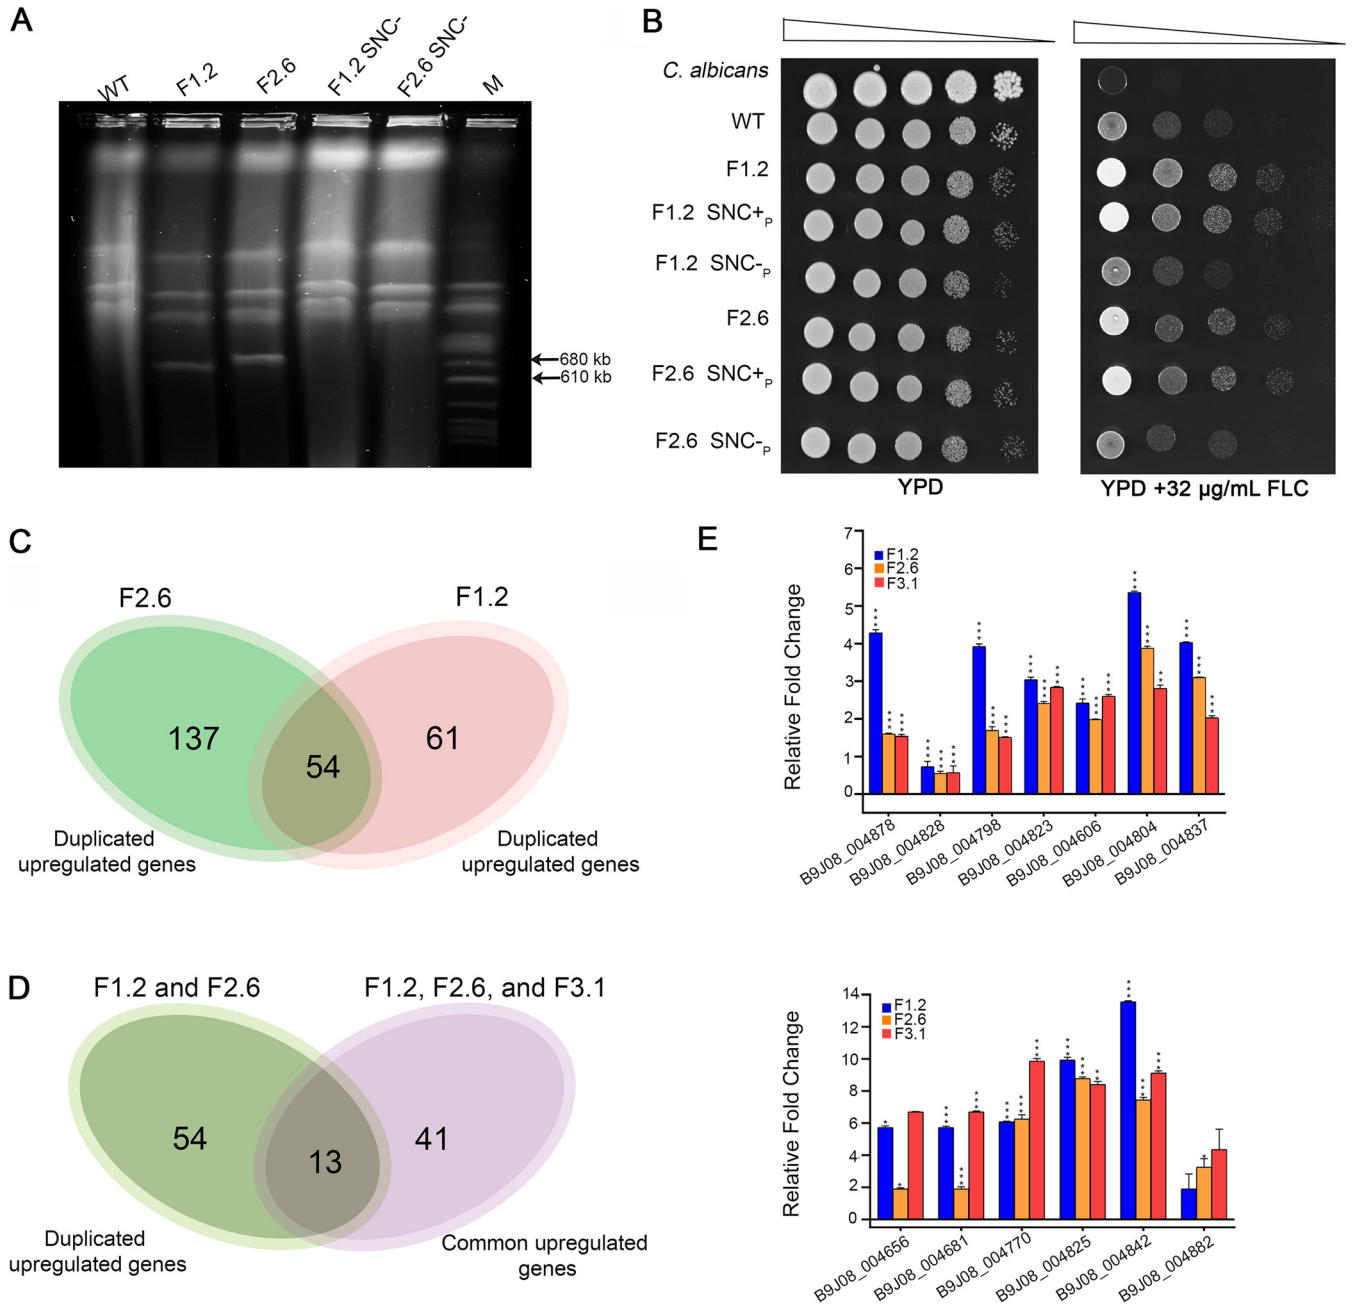 A
WT
F1.2
F2.6
F1.2 SNC-
F2.6 SNC-
M
680 kb
610 kb
B
C. albicans
WT
F1.2
F1.2 SNC+P
F1.2 SNC-P
F2.6
F2.6 SNC+P
F2.6 SNC-P
YPD
YPD +32 µg/mL FLC
C
F2.6
F1.2
137
54
61
Duplicated
upregulated genes
Duplicated
upregulated genes
D
F1.2 and F2.6
F1.2, F2.6, and F3.1
54
13
41
Duplicated
upregulated genes
Common upregulated
genes
E
Relative Fold Change
7
6
5
4
3
2
1
0
F1.2
F2.6
F3.1
B9J08_004878
B9J08_004828
B9J08_004798
B9J08_004823
B9J08_004606
B9J08_004804
B9J08_004837
Relative Fold Change
14
12
10
8
6
4
2
0
F1.2
F2.6
F3.1
B9J08_004656
B9J08_004681
B9J08_004770
B9J08_004825
B9J08_004842
B9J08_004882